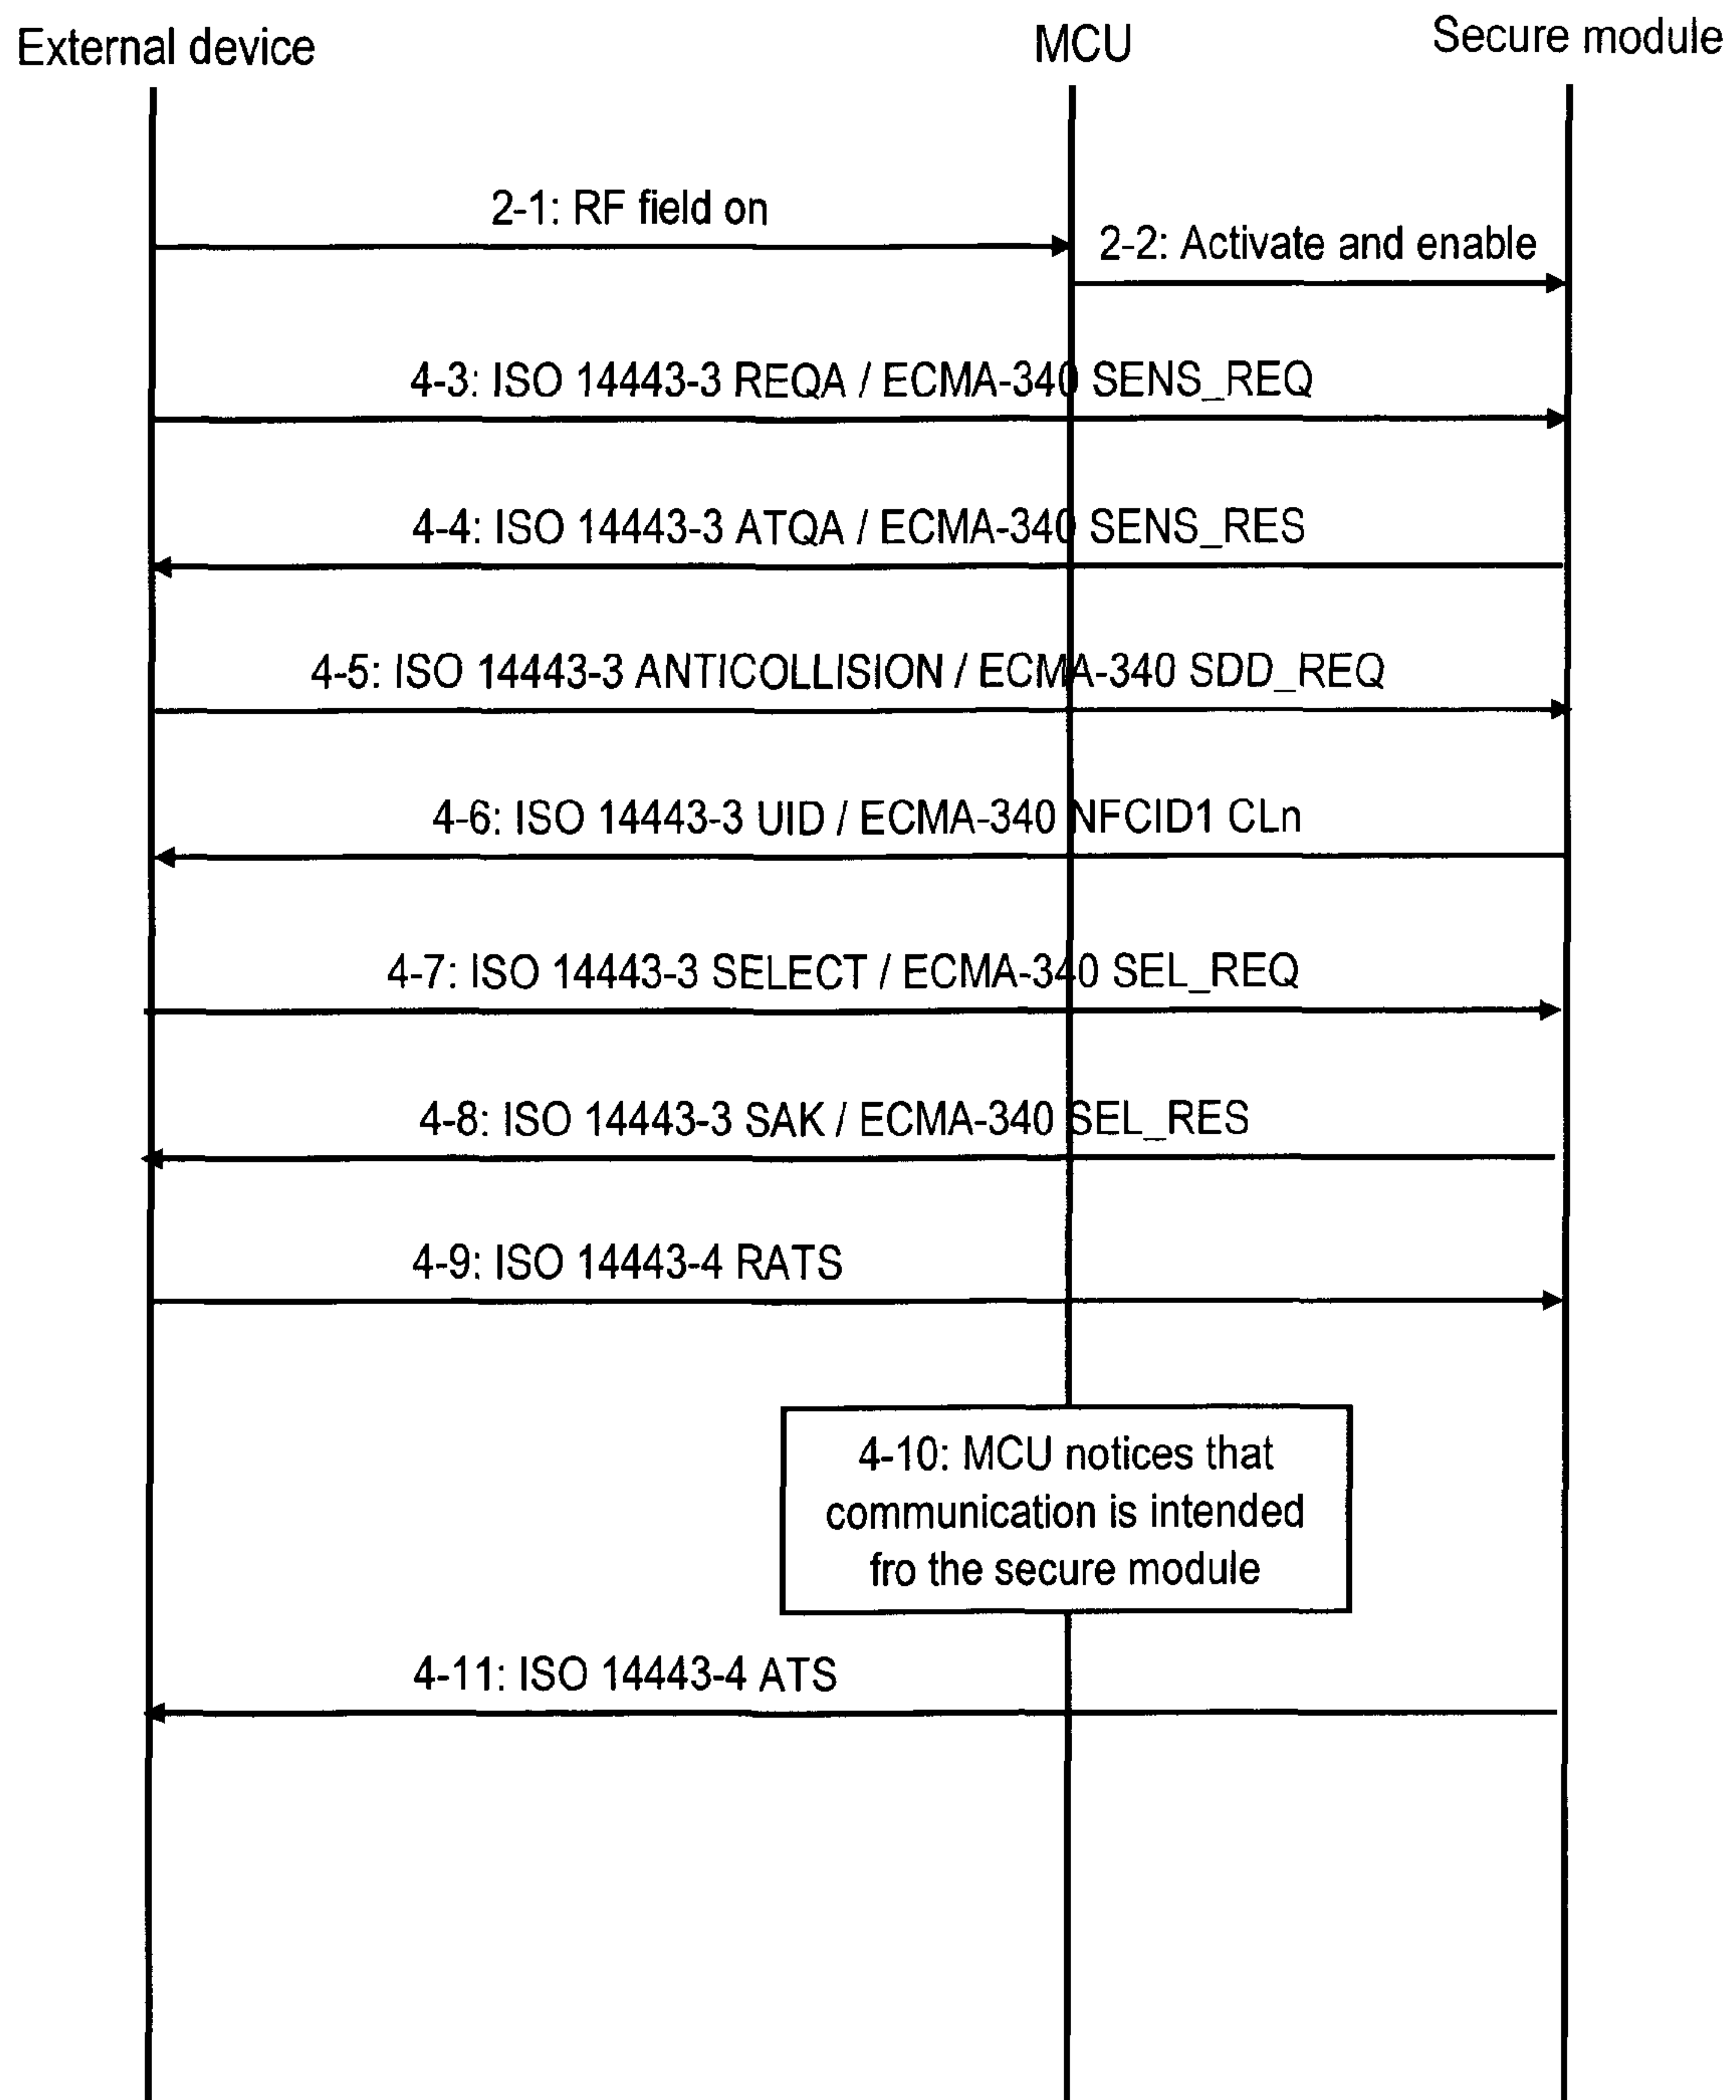 External device
MCU
Secure module
2-1: RF field on
2-2: Activate and enable
4-3: ISO 14443-3 REQA / ECMA-340 SENS_REQ
4-4: ISO 14443-3 ATQA / ECMA-340 SENS_RES
4-5: ISO 14443-3 ANTICOLLISION / ECMA-340 SDD_REQ
4-6: ISO 14443-3 UID / ECMA-340 NFCID1 CLn
4-7: ISO 14443-3 SELECT / ECMA-340 SEL_REQ
4-8: ISO 14443-3 SAK / ECMA-340 SEL_RES
4-9: ISO 14443-4 RATS
4-10: MCU notices that
communication is intended
fro the secure module
4-11: ISO 14443-4 ATS